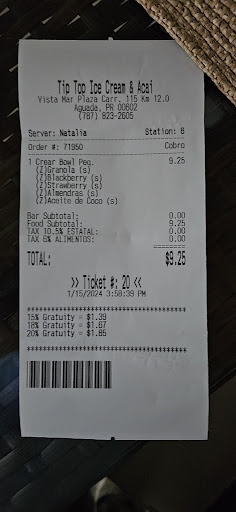 Tip Top Ice Cream & Acai
Vista Mar Plaza Carr. 115 Km 12.0
Aguada, PR 00602
(787) 823-2605
Server: Natalia Station: 8
Order #: 71950 Cobro
1 Crear Bowl Peq. 9.25
(Z)Granola (s)
(Z)Blackberry (s)
(Z)Strawberry (s)
(Z)Almendras (s)
(Z)Aceite de Coco (s)
Bar Subtotal: 0.00
Food Subtotal: 9.25
TAX 10.5% ESTATAL: 0.00
TAX 6% ALIMENTOS: 0.00
========
TOTAL: $9.25
>> Ticket #: 20 <<
1/15/2024 3:58:39 PM
15% Gratuity = $1.39
18% Gratuity = $1.67
20% Gratuity = $1.85